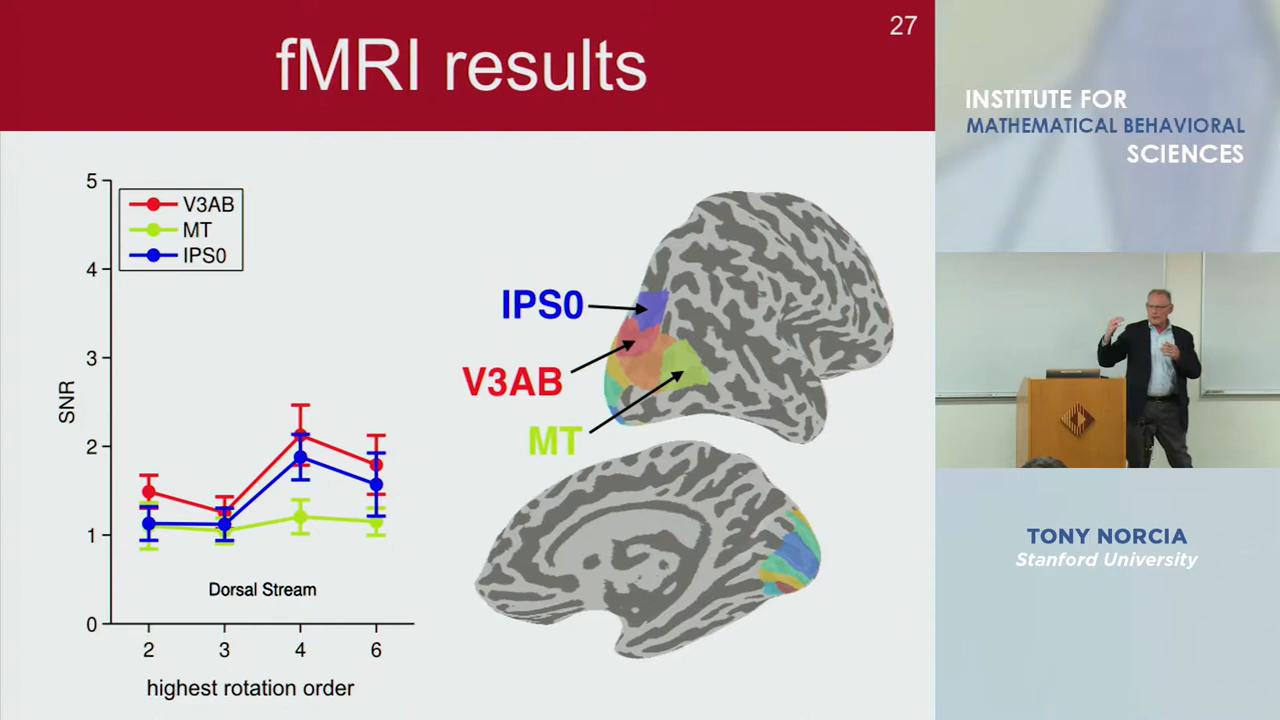 fMRI results
27
INSTITUTE FOR
MATHEMATICAL BEHAVIORAL
SCIENCES
5
4
3
2
1
0
SNR
V3AB
MT
IPS0
Dorsal Stream
2 3 4 6
highest rotation order
IPS0
V3AB
MT
TONY NORCIA
Stanford University